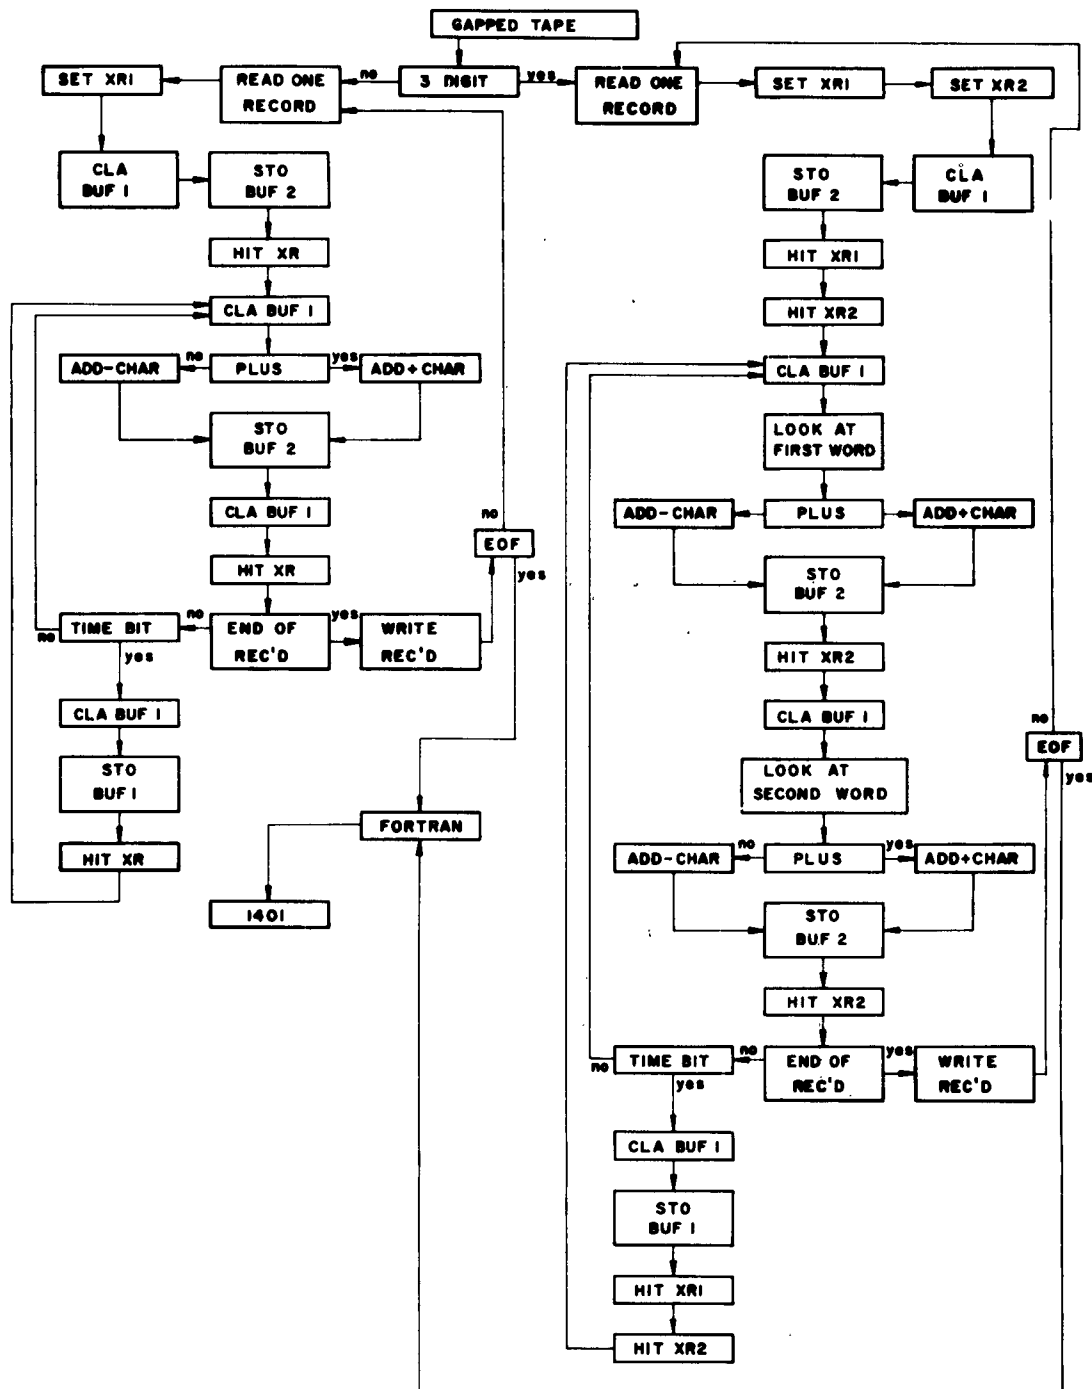 GAPPED TAPE
3 DIGIT
no
yes
READ ONE
RECORD
SET XR1
CLA
BUF 1
STO
BUF 2
HIT XR
CLA BUF 1
PLUS
no
yes
ADD-CHAR
ADD+CHAR
STO
BUF 2
CLA BUF 1
HIT XR
END OF
REC'D
no
yes
TIME BIT
no
yes
WRITE
REC'D
EOF
no
yes
CLA BUF 1
STO
BUF 1
HIT XR
FORTRAN
1401
READ ONE
RECORD
SET XR1
SET XR2
CLA
BUF 1
STO
BUF 2
HIT XR1
HIT XR2
CLA BUF 1
LOOK AT
FIRST WORD
PLUS
ADD-CHAR
ADD+CHAR
STO
BUF 2
HIT XR2
CLA BUF 1
LOOK AT
SECOND WORD
PLUS
no
yes
ADD-CHAR
ADD+CHAR
STO
BUF 2
HIT XR2
END OF
REC'D
no
yes
TIME BIT
no
yes
WRITE
REC'D
EOF
no
yes
CLA BUF 1
STO
BUF 1
HIT XR1
HIT XR2